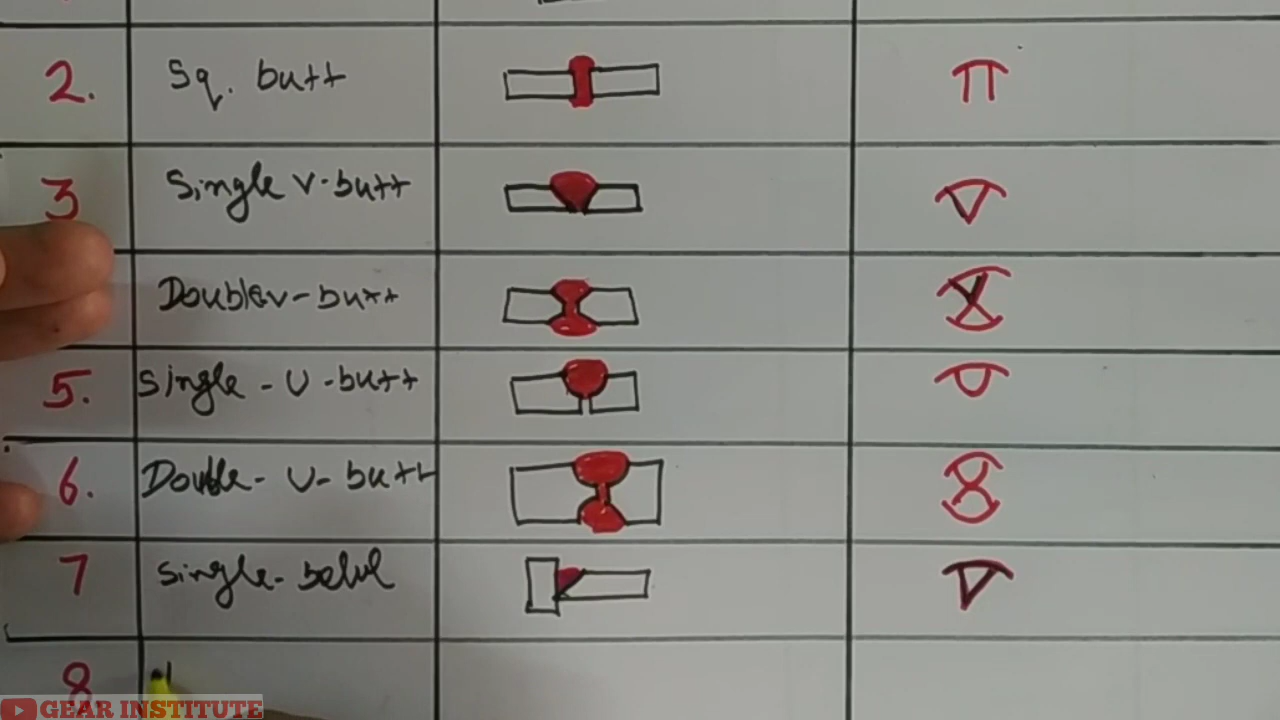 2. Sq. butt
3 Single V-butt
Double V-butt
5. Single - U - butt
6. Double - U - butt
7 Single - bevel
8
GEAR INSTITUTE